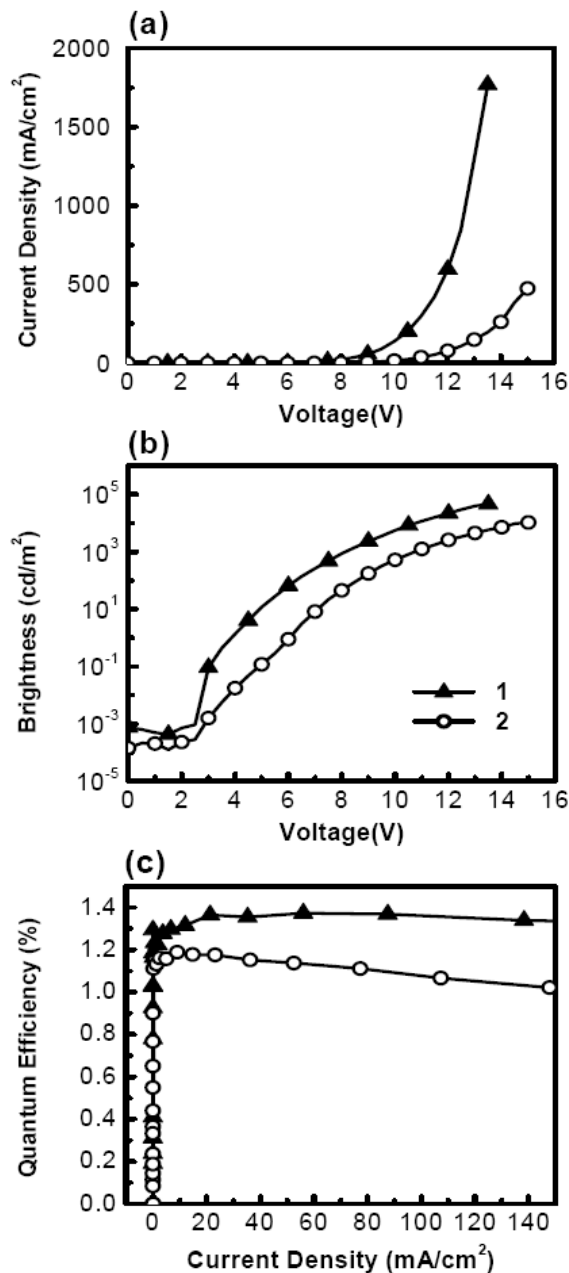 (a)
Current Density (mA/cm²)
2000
1500
1000
500
0
0 2 4 6 8 10 12 14 16
Voltage(V)
(b)
Brightness (cd/m²)
10⁵
10³
10¹
10⁻¹
10⁻³
10⁻⁵
1
2
0 2 4 6 8 10 12 14 16
Voltage(V)
(c)
Quantum Efficiency (%)
1.4
1.2
1.0
0.8
0.6
0.4
0.2
0.0
0 20 40 60 80 100 120 140
Current Density (mA/cm²)